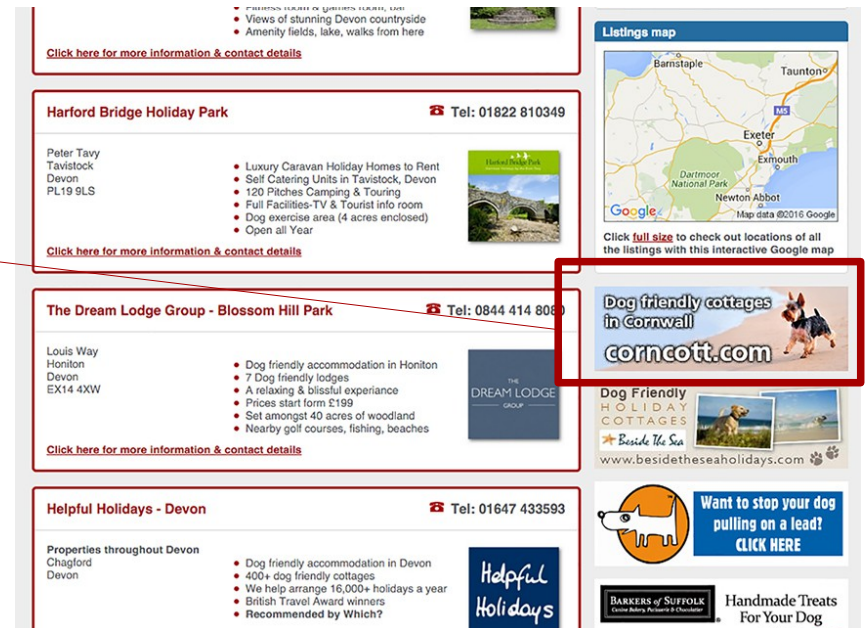 Fitness room & games room, bar
Views of stunning Devon countryside
Amenity fields, lake, walks from here
Click here for more information & contact details
Harford Bridge Holiday Park
Tel: 01822 810349
Peter Tavy
Tavistock
Devon
PL19 9LS
Luxury Caravan Holiday Homes to Rent
Self Catering Units in Tavistock, Devon
120 Pitches Camping & Touring
Full Facilities-TV & Tourist info room
Dog exercise area (4 acres enclosed)
Open all Year
Harford Bridge Park
Click here for more information & contact details
The Dream Lodge Group - Blossom Hill Park
Tel: 0844 414 8080
Louis Way
Honiton
Devon
EX14 4XW
Dog friendly accommodation in Honiton
7 Dog friendly lodges
A relaxing & blissful experiance
Prices start form £199
Set amongst 40 acres of woodland
Nearby golf courses, fishing, beaches
THE
DREAM LODGE
GROUP
Click here for more information & contact details
Helpful Holidays - Devon
Tel: 01647 433593
Properties throughout Devon
Chagford
Devon
Dog friendly accommodation in Devon
400+ dog friendly cottages
We help arrange 16,000+ holidays a year
British Travel Award winners
Recommended by Which?
Helpful
Holidays
Listings map
Barnstaple
Taunton
M5
Exeter
Exmouth
Dartmoor
National Park
Newton Abbot
Google
Map data ©2016 Google
Click full size to check out locations of all
the listings with this interactive Google map
Dog friendly cottages
in Cornwall
corncott.com
Dog Friendly
HOLIDAY
COTTAGES
Beside The Sea
www.besidetheseaholidays.com
Want to stop your dog
pulling on a lead?
CLICK HERE
BARKERS of SUFFOLK
Canine Bakery, Patisserie & Chocolatier
Handmade Treats
For Your Dog